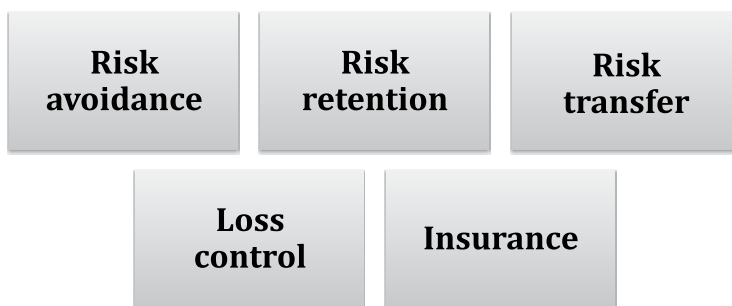 Risk
avoidance
Risk
retention
Risk
transfer
Loss
control
Insurance